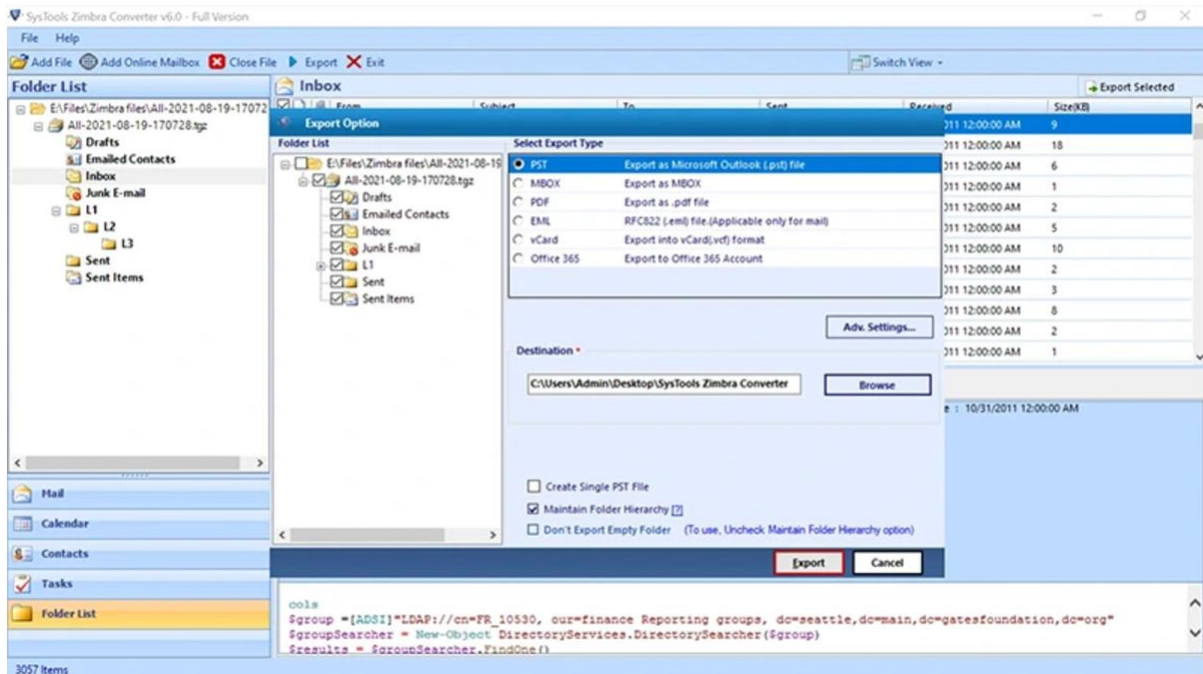 SysTools Zimbra Converter v6.0 - Full Version
File Help
Add File Add Online Mailbox Close File Export Exit Switch View
Folder List
Inbox
Export Selected
E:\Files\Zimbra files\All-2021-08-19-17072
All-2021-08-19-170728.tgz
Drafts
Emailed Contacts
Inbox
Junk E-mail
L1
L2
L3
Sent
Sent Items
From Subject To Sent Received Size(KB)
011 12:00:00 AM 9
011 12:00:00 AM 18
011 12:00:00 AM 6
011 12:00:00 AM 1
011 12:00:00 AM 2
011 12:00:00 AM 5
011 12:00:00 AM 10
011 12:00:00 AM 2
011 12:00:00 AM 3
011 12:00:00 AM 8
011 12:00:00 AM 2
011 12:00:00 AM 1
Export Option
Folder List
E:\Files\Zimbra files\All-2021-08-19
All-2021-08-19-170728.tgz
Drafts
Emailed Contacts
Inbox
Junk E-mail
L1
Sent
Sent Items
Select Export Type
PST Export as Microsoft Outlook (.pst) file
MBOX Export as MBOX
PDF Export as .pdf file
EML RFC822 (.eml) file.(Applicable only for mail)
vCard Export into vCard(.vcf) format
Office 365 Export to Office 365 Account
Adv. Settings...
Destination *
C:\Users\Admin\Desktop\SysTools Zimbra Converter
Browse
Create Single PST File
Maintain Folder Hierarchy [?]
Don't Export Empty Folder (To use, Uncheck Maintain Folder Hierarchy option)
Export Cancel
e : 10/31/2011 12:00:00 AM
Mail
Calendar
Contacts
Tasks
Folder List
cols
$group =[ADSI]"LDAP://cn=FR_10530, our=finance Reporting groups, dc=seattle,dc=main,dc=gatesfoundation,dc=org"
$groupSearcher = New-Object DirectoryServices.DirectorySearcher($group)
$results = $groupSearcher.FindOne()
3057 Items